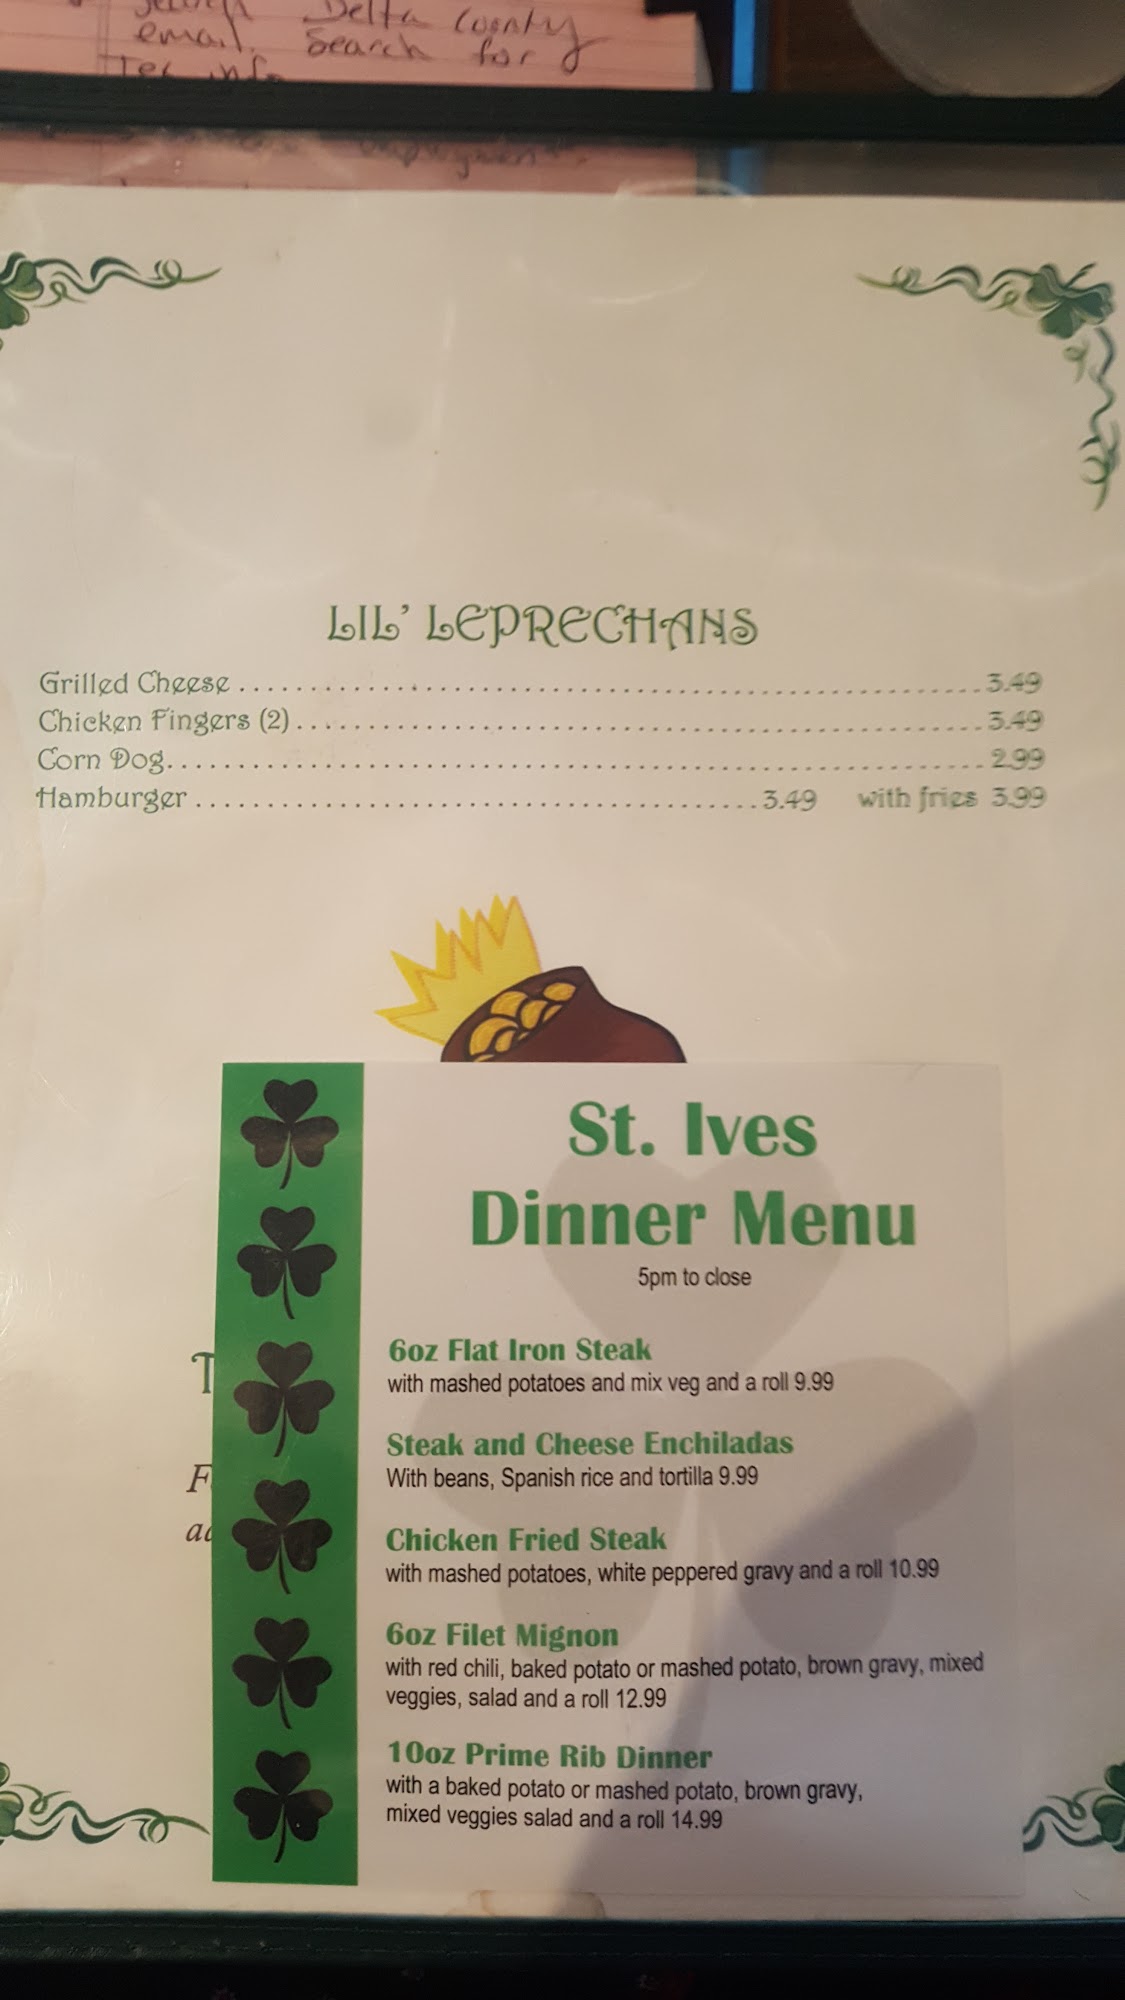 Delta County
email. Search for
LIL' LEPRECHANS
Grilled Cheese 3.49
Chicken Fingers (2) 3.49
Corn Dog 2.99
Hamburger 3.49 with fries 3.99
St. Ives
Dinner Menu
5pm to close
6oz Flat Iron Steak
with mashed potatoes and mix veg and a roll 9.99
Steak and Cheese Enchiladas
With beans, Spanish rice and tortilla 9.99
Chicken Fried Steak
with mashed potatoes, white peppered gravy and a roll 10.99
6oz Filet Mignon
with red chili, baked potato or mashed potato, brown gravy, mixed
veggies, salad and a roll 12.99
10oz Prime Rib Dinner
with a baked potato or mashed potato, brown gravy,
mixed veggies salad and a roll 14.99